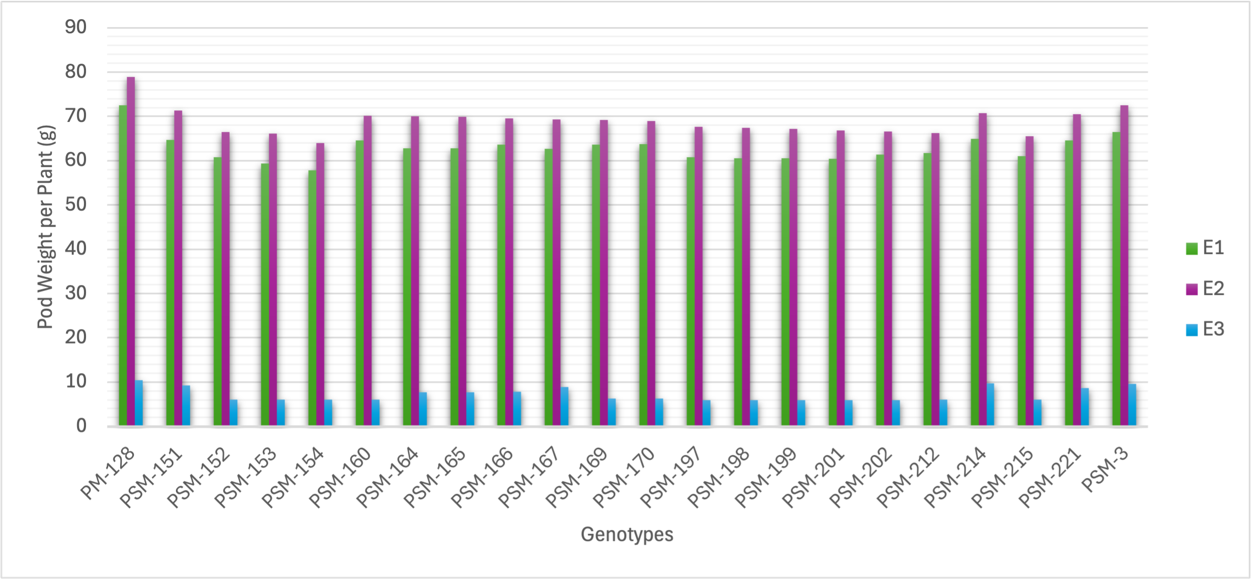 90
80
70
60
50
40
30
20
10
0
Pod Weight per Plant (g)
PM-128
PSM-151
PSM-152
PSM-153
PSM-154
PSM-160
PSM-164
PSM-165
PSM-166
PSM-167
PSM-169
PSM-170
PSM-197
PSM-198
PSM-199
PSM-201
PSM-202
PSM-212
PSM-214
PSM-215
PSM-221
PSM-3
Genotypes
E1
E2
E3